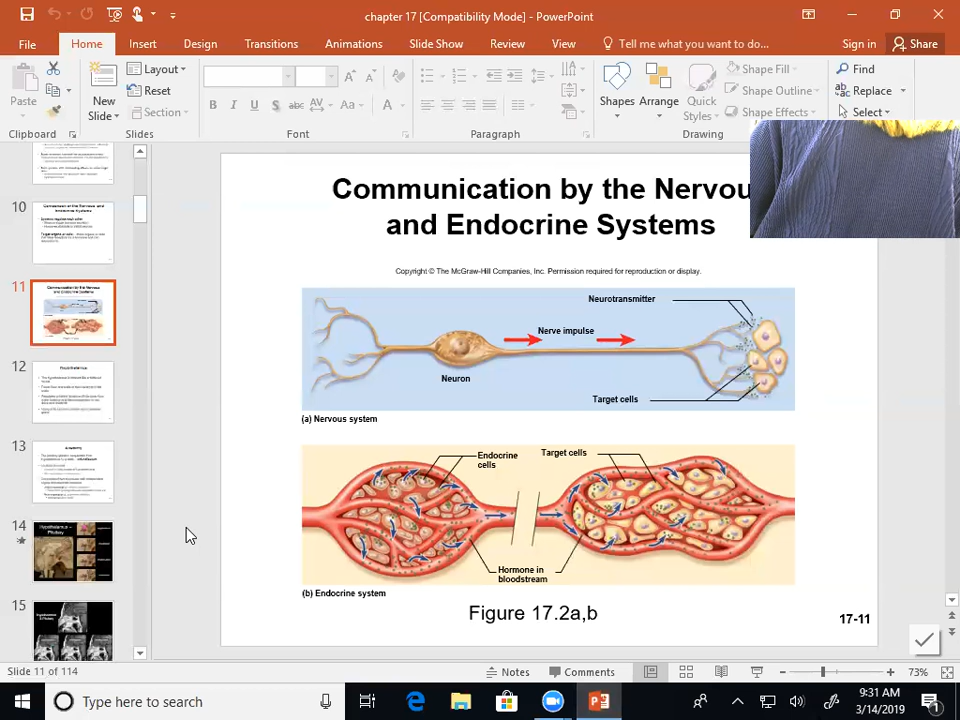 chapter 17 [Compatibility Mode] - PowerPoint
File Home Insert Design Transitions Animations Slide Show Review View Tell me what you want to do... Sign in Share
Paste
Clipboard
New
Slide
Layout
Reset
Section
Slides
B I U S abc AV Aa A
Font
Paragraph
Shapes Arrange Quick
Styles
Shape Fill
Shape Outline
Shape Effects
Drawing
Find
Replace
Select
10
11
12
13
14
15
Communication by the Nervou
and Endocrine Systems
Copyright © The McGraw-Hill Companies, Inc. Permission required for reproduction or display.
Neurotransmitter
Nerve impulse
Neuron
Target cells
(a) Nervous system
Endocrine
cells
Target cells
Hormone in
bloodstream
(b) Endocrine system
Figure 17.2a,b
17-11
Slide 11 of 114
Notes Comments 73%
Type here to search
9:31 AM
3/14/2019
1